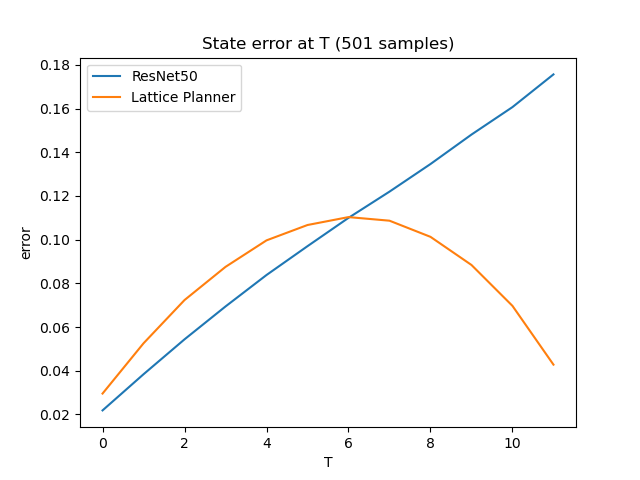 State error at T (501 samples)
ResNet50
Lattice Planner
error
0.18
0.16
0.14
0.12
0.10
0.08
0.06
0.04
0.02
0 2 4 6 8 10
T